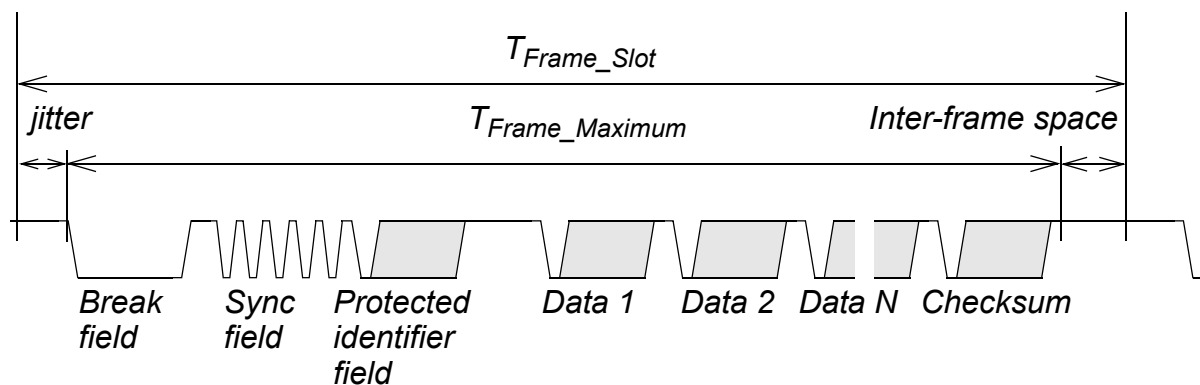 T_Frame_Slot
jitter
T_Frame_Maximum
Inter-frame space
Break
field
Sync
field
Protected
identifier
field
Data 1
Data 2
Data N
Checksum